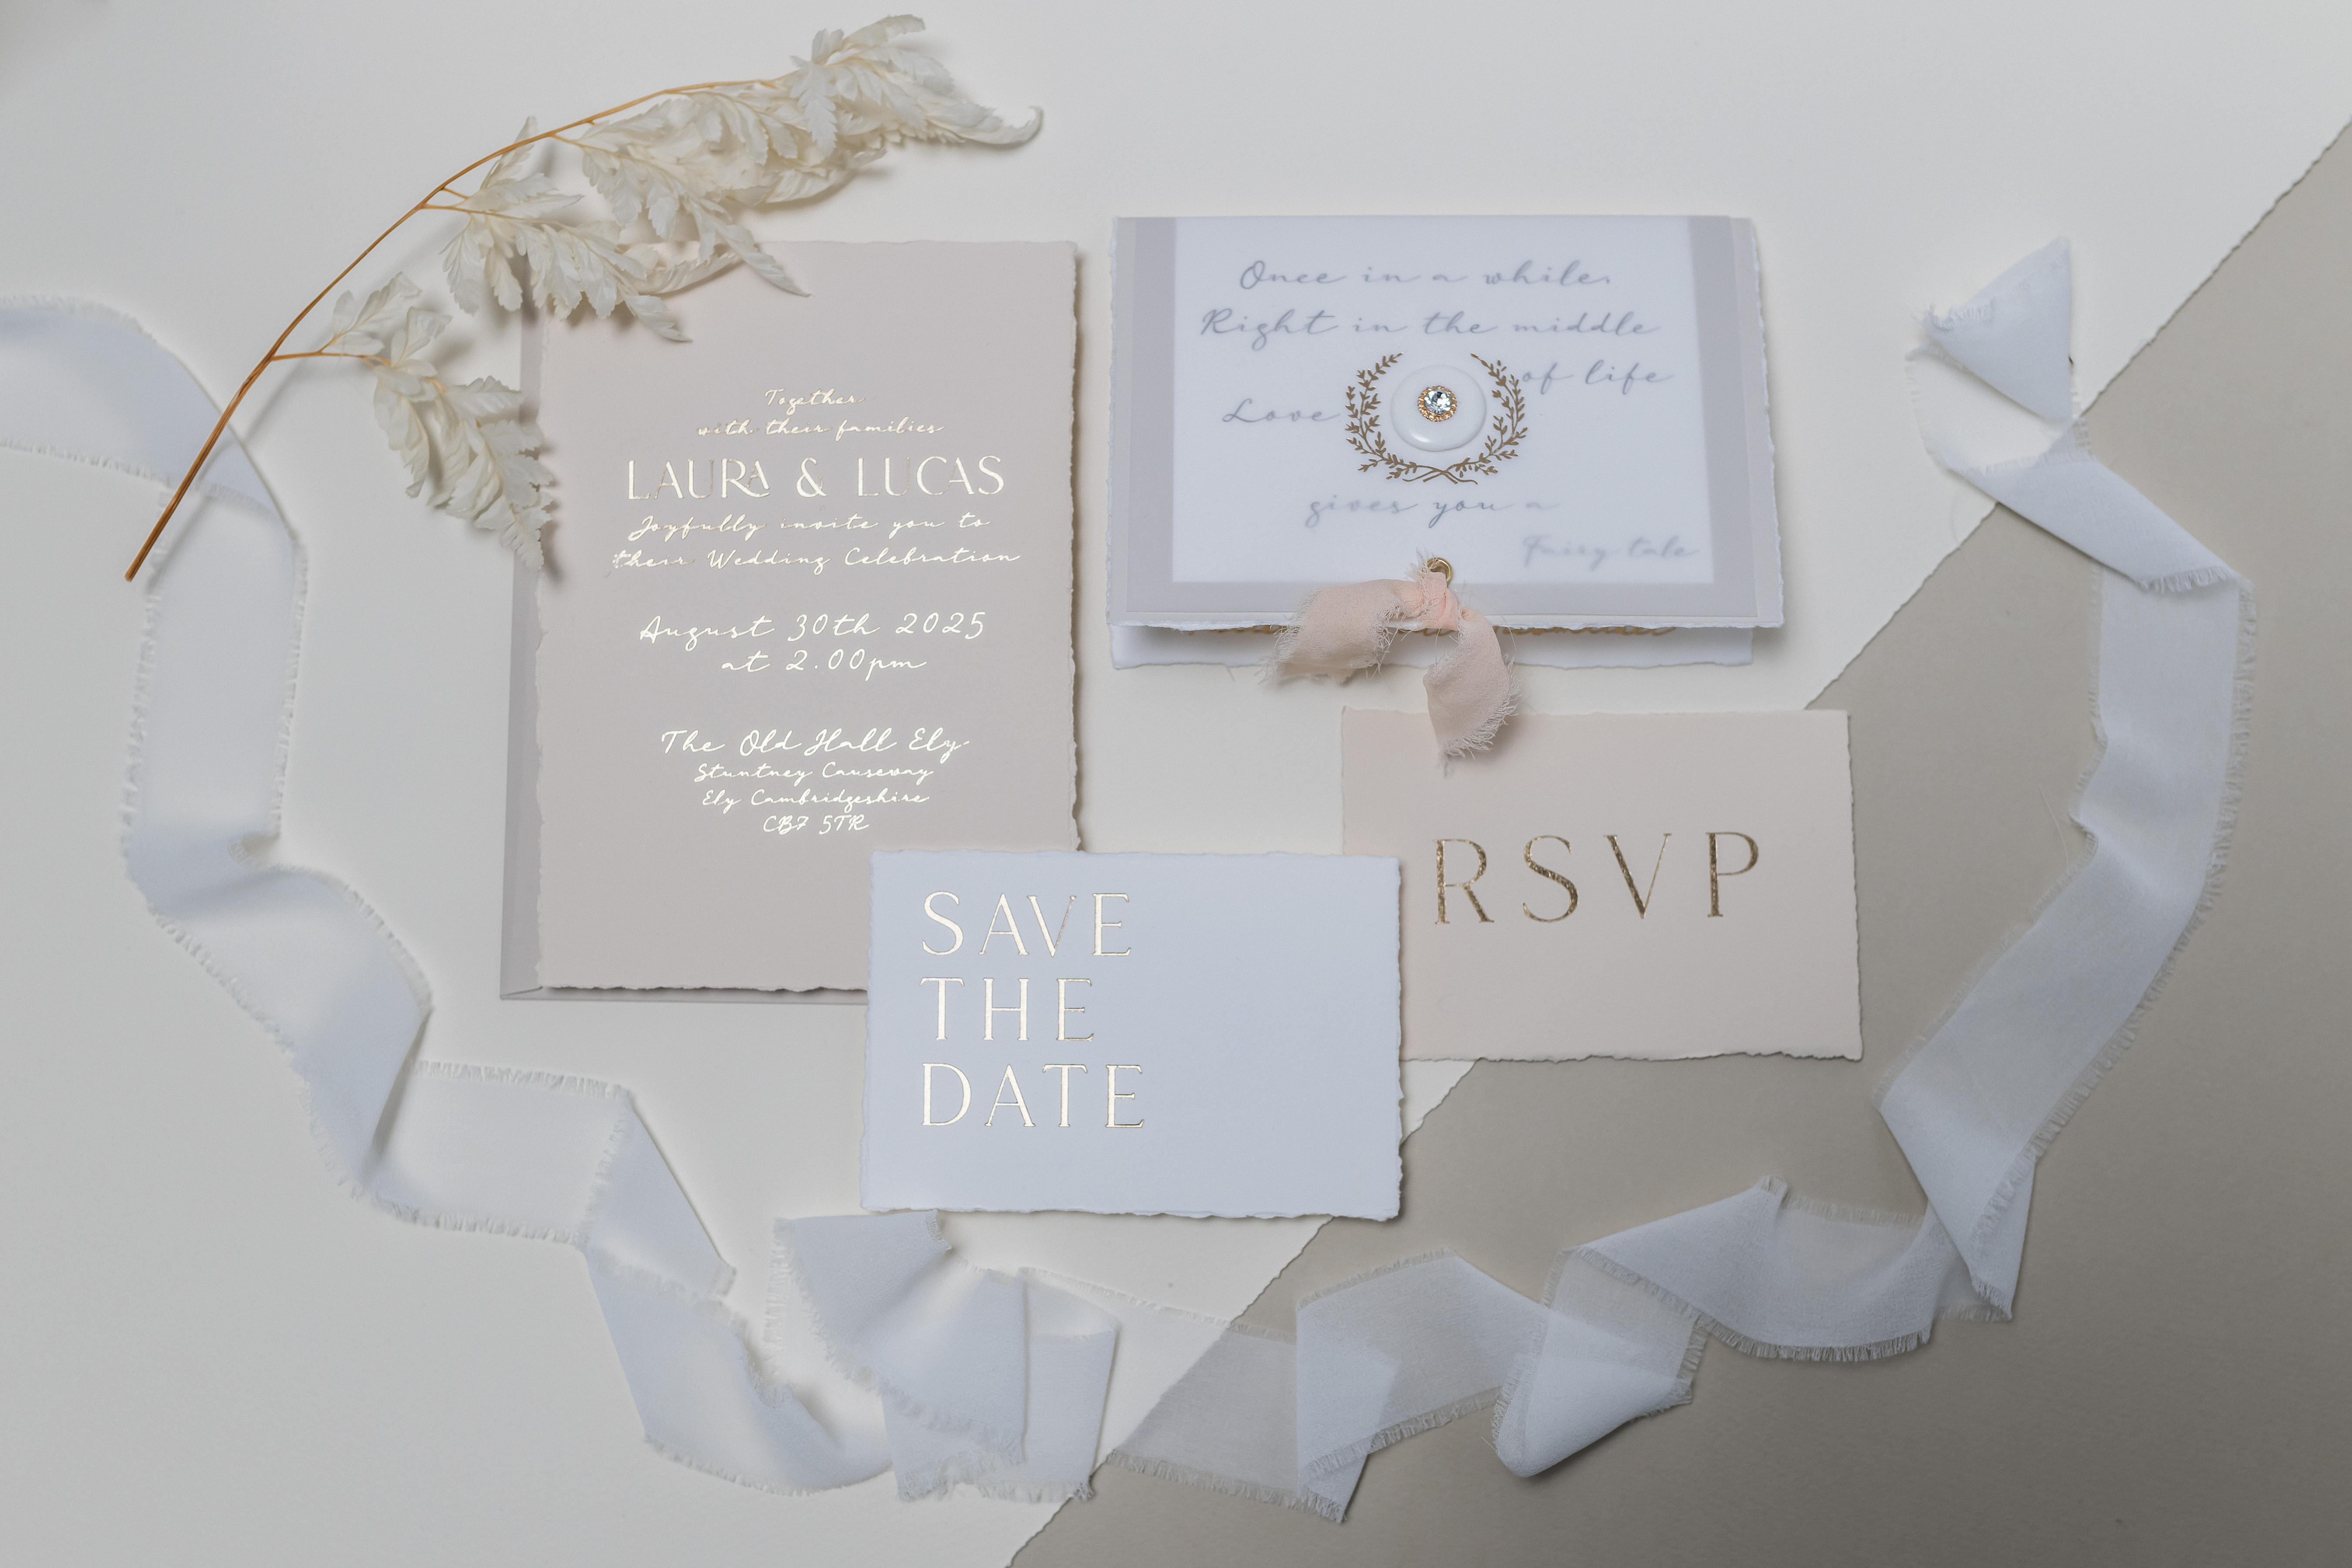 Together
with their families
LAURA & LUCAS
Joyfully invite you to
their Wedding Celebration
August 30th 2025
at 2.00pm
The Old Hall Ely
Stuntney Causeway
Ely Cambridgeshire
CB7 5TR
Once in a while,
Right in the middle
of life
Love
gives you a
Fairy tale
RSVP
SAVE
THE
DATE